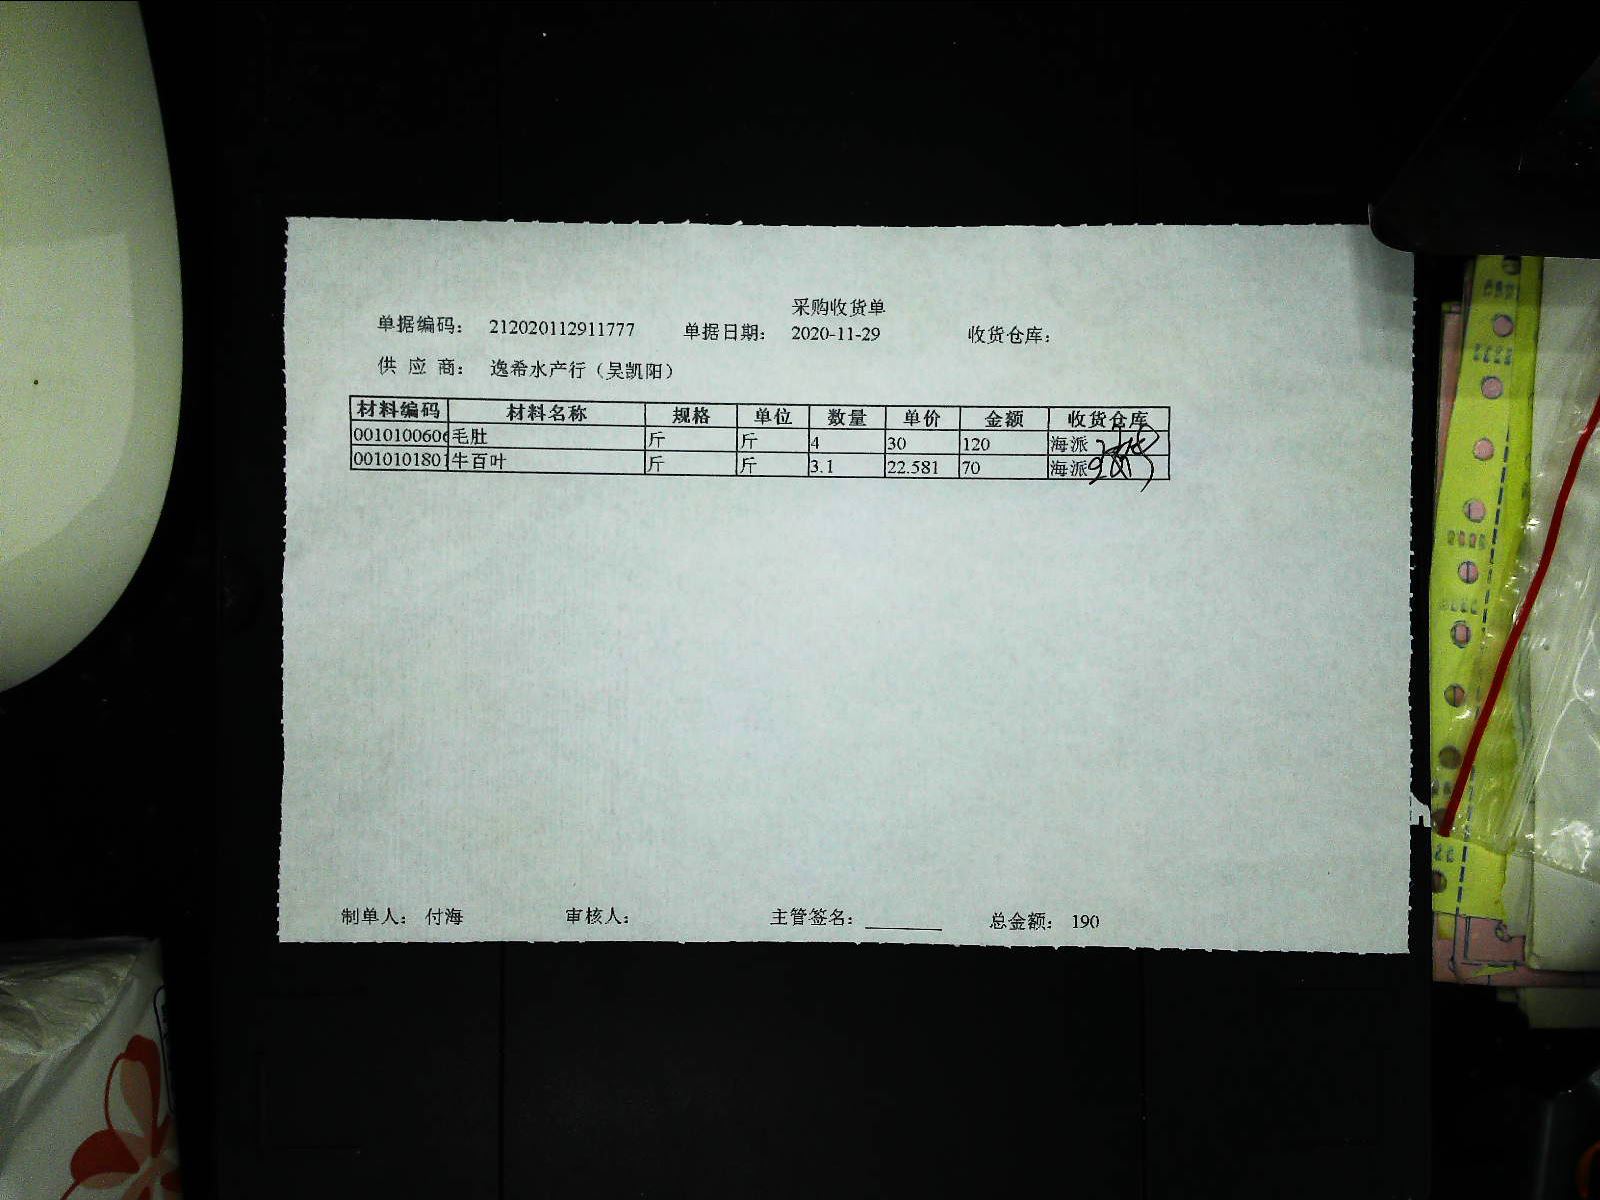 采购收货单
单据编码： 212020112911777 单据日期： 2020-11-29 收货仓库：
供 应 商： 逸希水产行（吴凯阳）
材料编码 材料名称 规格 单位 数量 单价 金额 收货仓库
001010060 毛肚 斤 斤 4 30 120 海派
001010180 牛百叶 斤 斤 3.1 22.581 70 海派
制单人： 付海 审核人： 主管签名： 总金额： 190